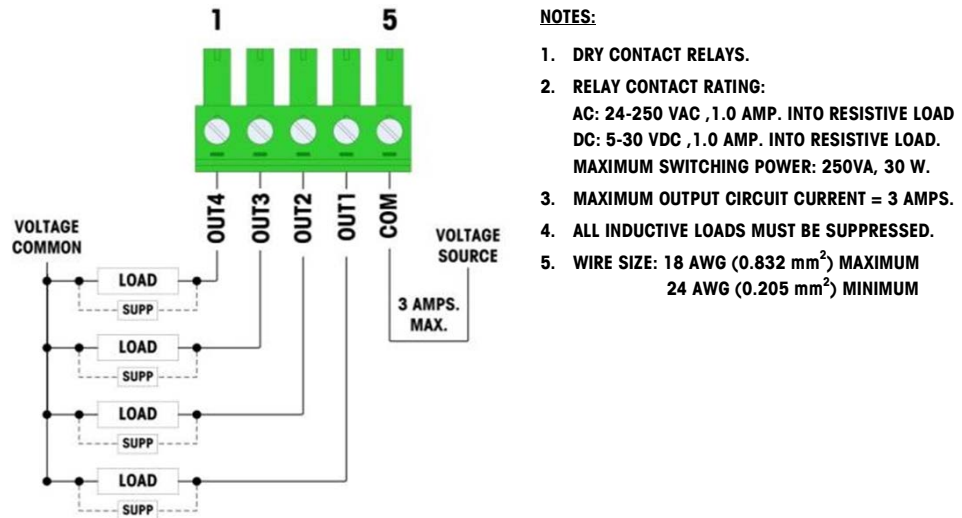 1 5
OUT4 OUT3 OUT2 OUT1 COM
VOLTAGE
COMMON
VOLTAGE
SOURCE
3 AMPS.
MAX.
LOAD
SUPP
LOAD
SUPP
LOAD
SUPP
LOAD
SUPP
NOTES:
1. DRY CONTACT RELAYS.
2. RELAY CONTACT RATING:
AC: 24-250 VAC ,1.0 AMP. INTO RESISTIVE LOAD
DC: 5-30 VDC ,1.0 AMP. INTO RESISTIVE LOAD.
MAXIMUM SWITCHING POWER: 250VA, 30 W.
3. MAXIMUM OUTPUT CIRCUIT CURRENT = 3 AMPS.
4. ALL INDUCTIVE LOADS MUST BE SUPPRESSED.
5. WIRE SIZE: 18 AWG (0.832 mm²) MAXIMUM
24 AWG (0.205 mm²) MINIMUM